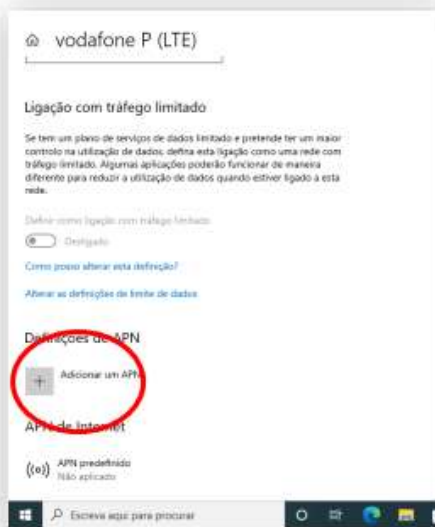 vodafone P (LTE)
Ligação com tráfego limitado
Se tem um plano de serviços de dados limitado e pretende ter um maior
controlo na utilização de dados, defina esta ligação como uma rede com
tráfego limitado. Algumas aplicações poderão funcionar de maneira
diferente para reduzir a utilização de dados quando estiver ligado a esta
rede.
Definir como ligação com tráfego limitado
Desligado
Como posso alterar esta definição?
Alterar as definições de limite de dados
Definições de APN
Adicionar um APN
APN de Internet
APN predefinido
Não aplicado
Escreva aqui para procurar